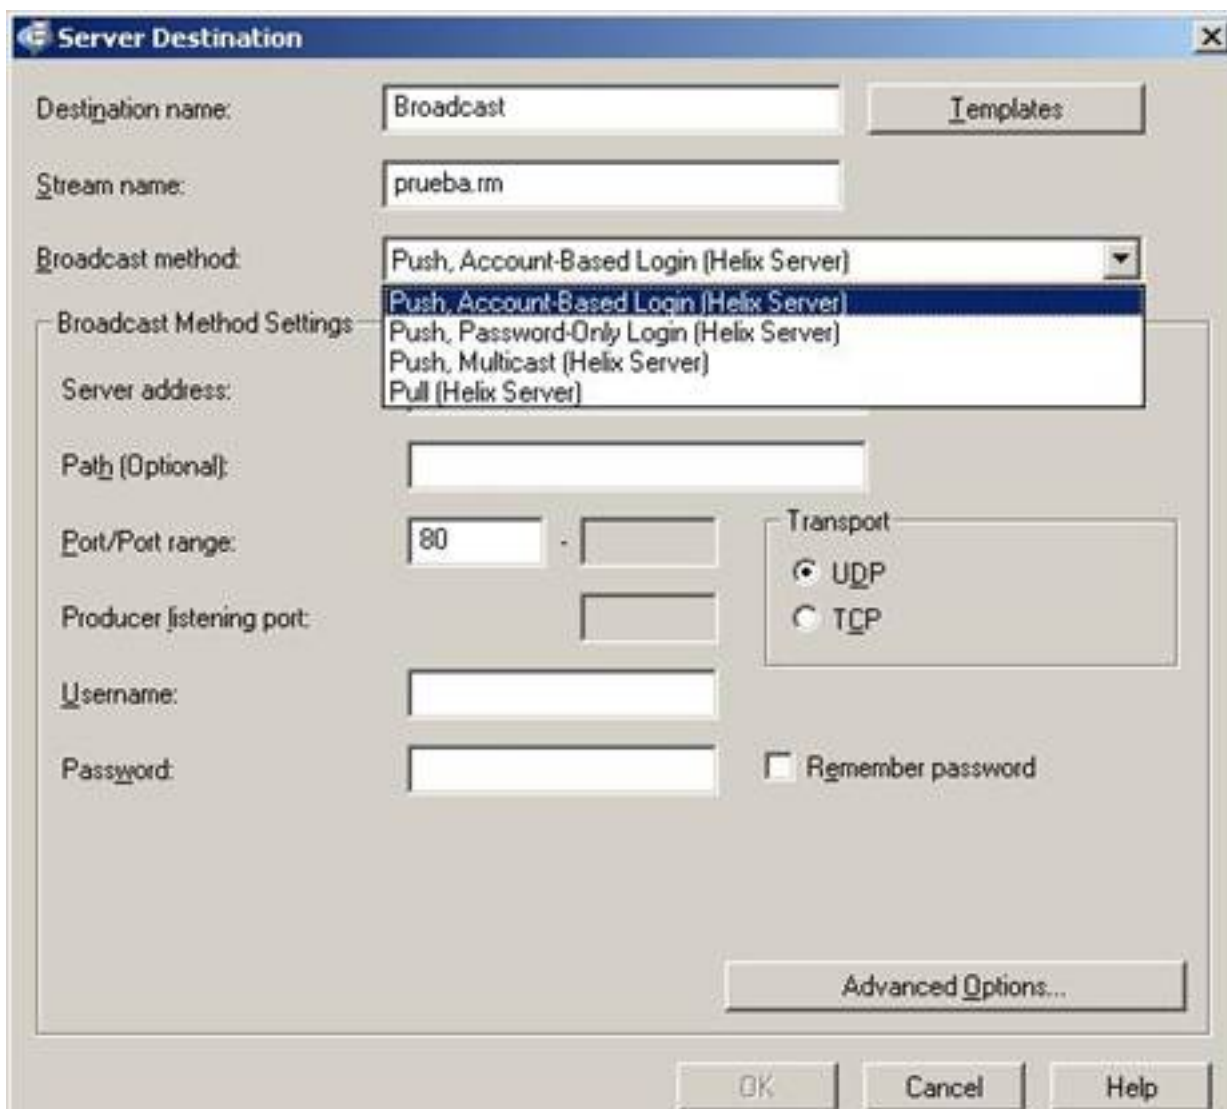 Server Destination
Destination name: Broadcast Templates
Stream name: prueba.rm
Broadcast method: Push, Account-Based Login (Helix Server)
Push, Account-Based Login (Helix Server)
Broadcast Method Settings
Push, Password-Only Login (Helix Server)
Push, Multicast (Helix Server)
Server address:
Pull (Helix Server)
Path (Optional):
Port/Port range: 80 -
Transport
UDP
Producer listening port:
TCP
Username:
Password:
Remember password
Advanced Options...
OK Cancel Help